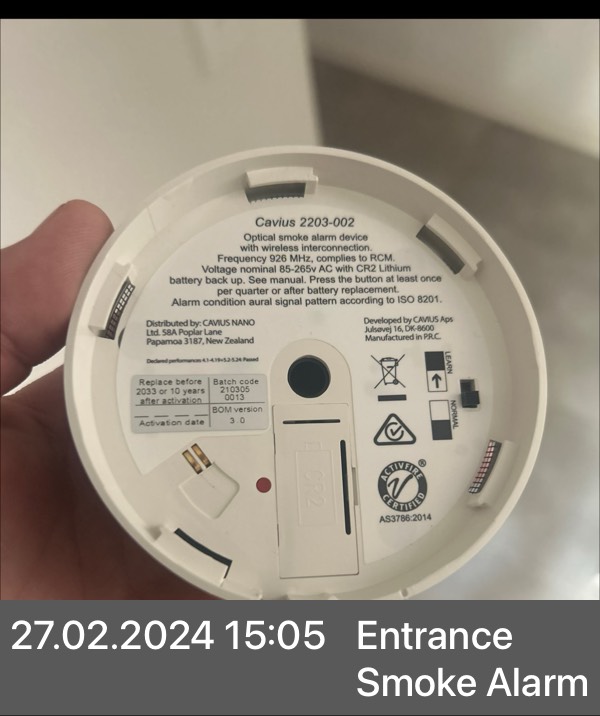 Cavius 2203-002
Optical smoke alarm device
with wireless interconnection.
Frequency 926 MHz, complies to RCM.
Voltage nominal 85-265v AC with CR2 Lithium
battery back up. See manual. Press the button at least once
per quarter or after battery replacement.
Alarm condition aural signal pattern according to ISO 8201.
Distributed by: CAVIUS NANO
Ltd. 58A Poplar Lane
Papamoa 3187, New Zealand
Developed by CAVIUS Aps
Julsøvej 16, DK-8600
Manufactured in P.R.C.
Replace before
2033 or 10 years
after activation
Activation date
Batch code
210305
0013
BOM version
3 0
LEARN
NORMAL
CR2
ACTIVFIRE
CERTIFIED
®
AS3786:2014
27.02.2024 15:05
Entrance
Smoke Alarm